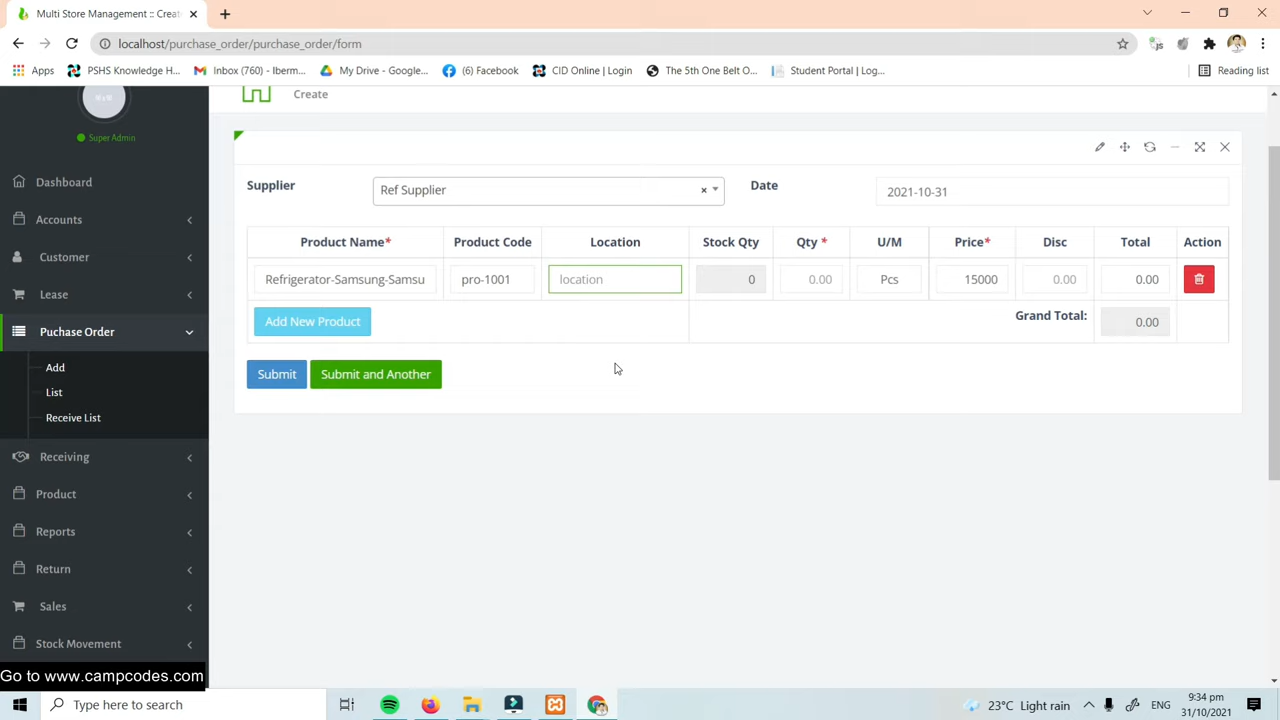 Multi Store Management :: Creat
localhost/purchase_order/purchase_order/form
Apps
PSHS Knowledge H...
Inbox (760) - Iberm...
My Drive - Google...
(6) Facebook
CID Online | Login
The 5th One Belt O...
Student Portal | Log...
Reading list
Create
Super Admin
Dashboard
Accounts
Customer
Lease
Puchase Order
Add
List
Receive List
Receiving
Product
Reports
Return
Sales
Stock Movement
Supplier
Ref Supplier
Date
2021-10-31
Product Name* Product Code Location Stock Qty Qty * U/M Price* Disc Total Action
Refrigerator-Samsung-Samsu pro-1001 location 0 0.00 Pcs 15000 0.00 0.00
Add New Product
Grand Total: 0.00
Submit
Submit and Another
Go to www.campcodes.com
Type here to search
23°C Light rain
ENG
9:34 pm
31/10/2021